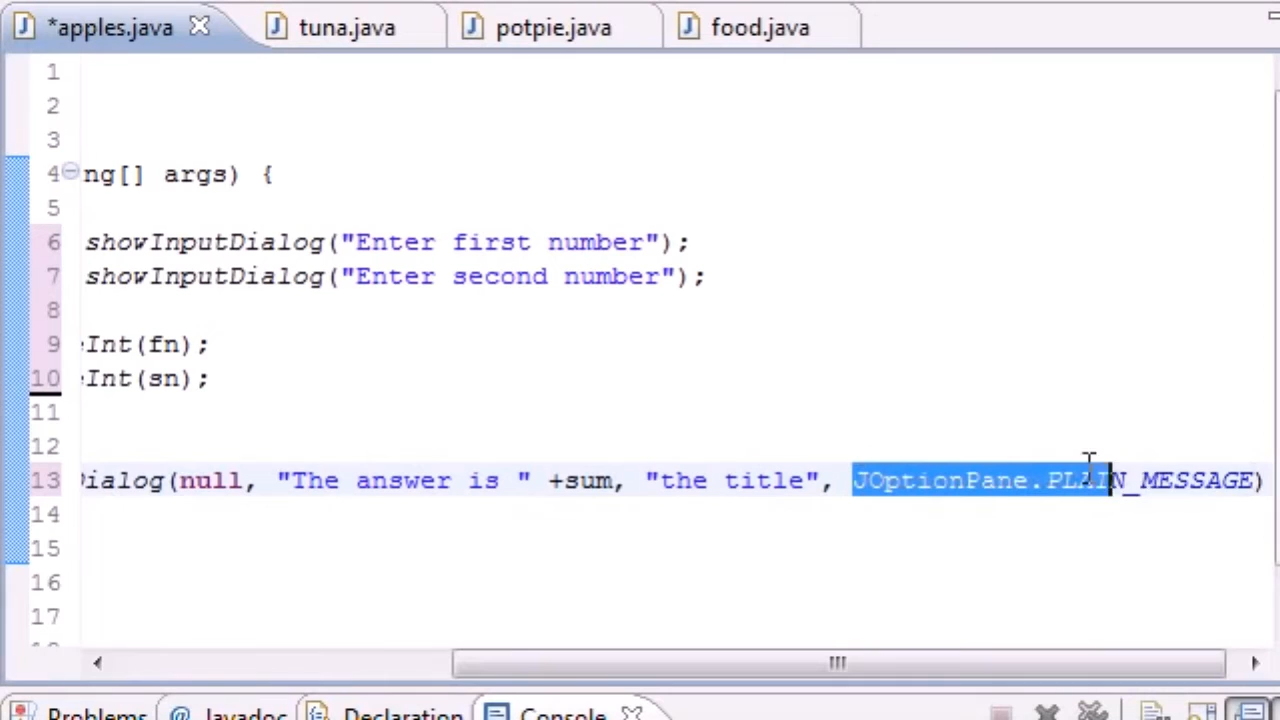 *apples.java
tuna.java
potpie.java
food.java
1
2
3
4 ng[] args) {
5
6 showInputDialog("Enter first number");
7 showInputDialog("Enter second number");
8
9 Int(fn);
10 Int(sn);
11
12
13 Dialog(null, "The answer is " +sum, "the title", JOptionPane.PLAIN_MESSAGE)
14
15
16
17
Problems
@ Javadoc
Declaration
Console